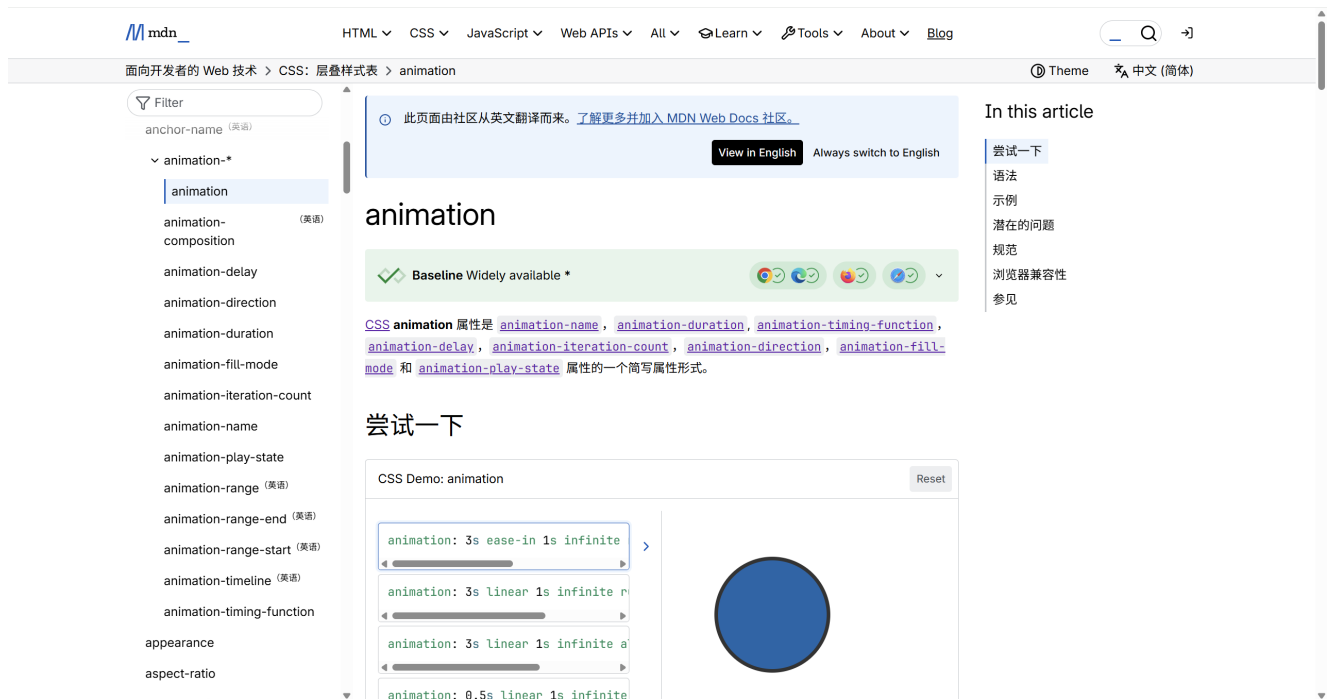 mdn_
HTML CSS JavaScript Web APIs All Learn Tools About Blog
面向开发者的 Web 技术 > CSS：层叠样式表 > animation
Theme 中文 (简体)
Filter
anchor-name (英语)
animation-*
animation
animation-
composition (英语)
animation-delay
animation-direction
animation-duration
animation-fill-mode
animation-iteration-count
animation-name
animation-play-state
animation-range (英语)
animation-range-end (英语)
animation-range-start (英语)
animation-timeline (英语)
animation-timing-function
appearance
aspect-ratio
此页面由社区从英文翻译而来。了解更多并加入 MDN Web Docs 社区。
View in English Always switch to English
animation
Baseline Widely available *
CSS animation 属性是 animation-name，animation-duration, animation-timing-function，
animation-delay，animation-iteration-count，animation-direction，animation-fill-
mode 和 animation-play-state 属性的一个简写属性形式。
尝试一下
CSS Demo: animation
Reset
animation: 3s ease-in 1s infinite
animation: 3s linear 1s infinite r
animation: 3s linear 1s infinite a
animation: 0.5s linear 1s infinite
In this article
尝试一下
语法
示例
潜在的问题
规范
浏览器兼容性
参见